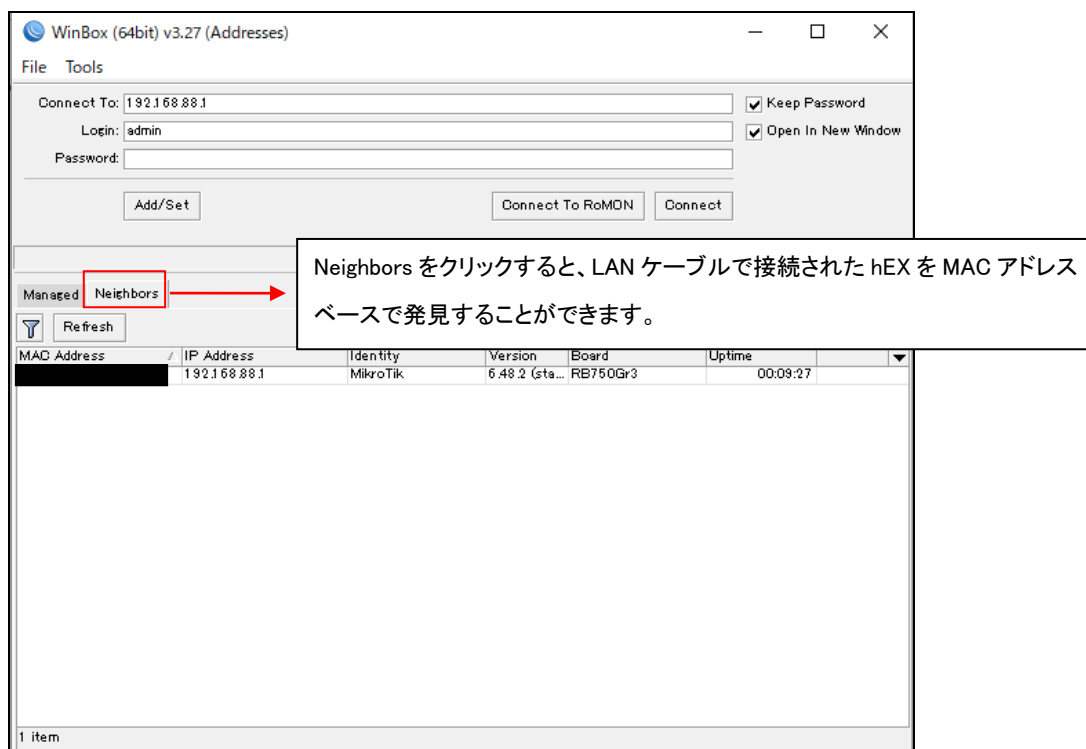 WinBox (64bit) v3.27 (Addresses)
File Tools
Connect To: 192.168.88.1
Keep Password
Login: admin
Open In New Window
Password:
Add/Set
Connect To RoMON
Connect
Neighbors をクリックすると、LAN ケーブルで接続された hEX を MAC アドレス
ベースで発見することができます。
Managed Neighbors
Refresh
MAC Address / IP Address Identity Version Board Uptime
192.168.88.1 MikroTik 6.48.2 (sta... RB750Gr3 00:09:27
1 item